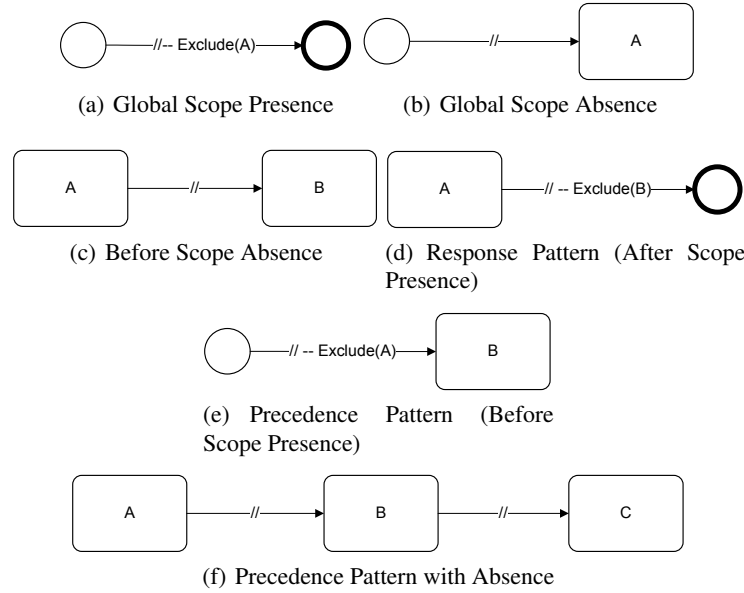 //-- Exclude(A)
//
A
(a) Global Scope Presence
(b) Global Scope Absence
A
//
B
A
// -- Exclude(B)
(c) Before Scope Absence
(d) Response Pattern (After Scope
Presence)
// -- Exclude(A)
B
(e) Precedence Pattern (Before
Scope Presence)
A
//
B
//
C
(f) Precedence Pattern with Absence